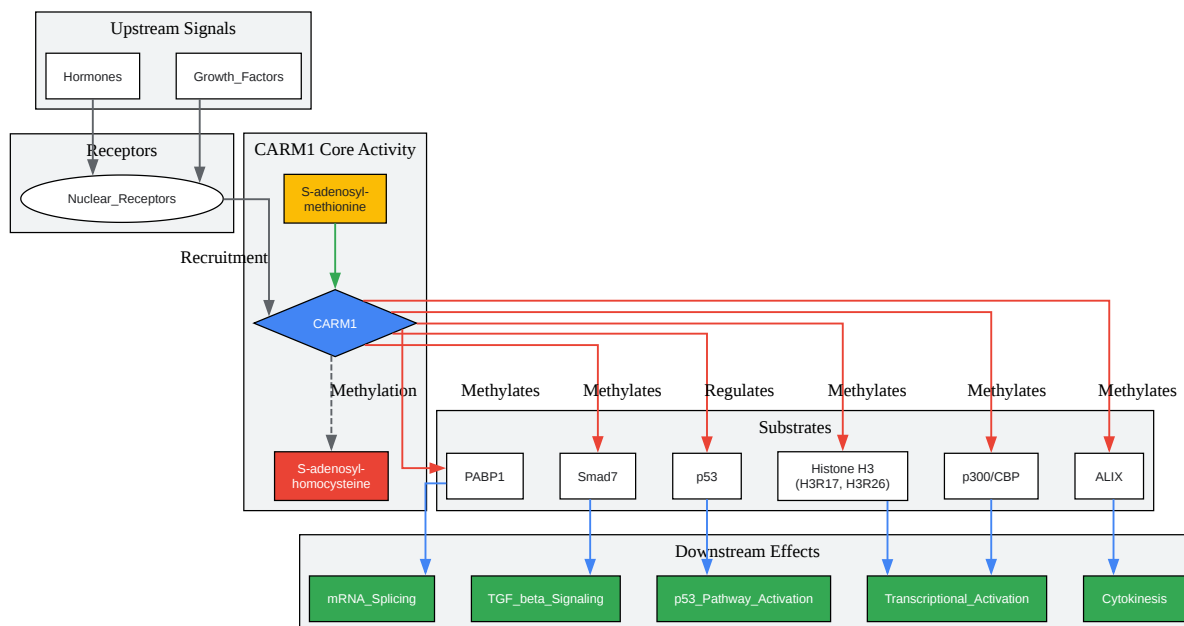 Upstream Signals
Hormones
Growth_Factors
Receptors
Nuclear_Receptors
CARM1 Core Activity
S-adenosyl-
methionine
Recruitment
CARM1
Methylation
Methylates
Methylates
Regulates
Methylates
Methylates
Methylates
S-adenosyl-
homocysteine
Substrates
PABP1
Smad7
p53
Histone H3
(H3R17, H3R26)
p300/CBP
ALIX
Downstream Effects
mRNA_Splicing
TGF_beta_Signaling
p53_Pathway_Activation
Transcriptional_Activation
Cytokinesis